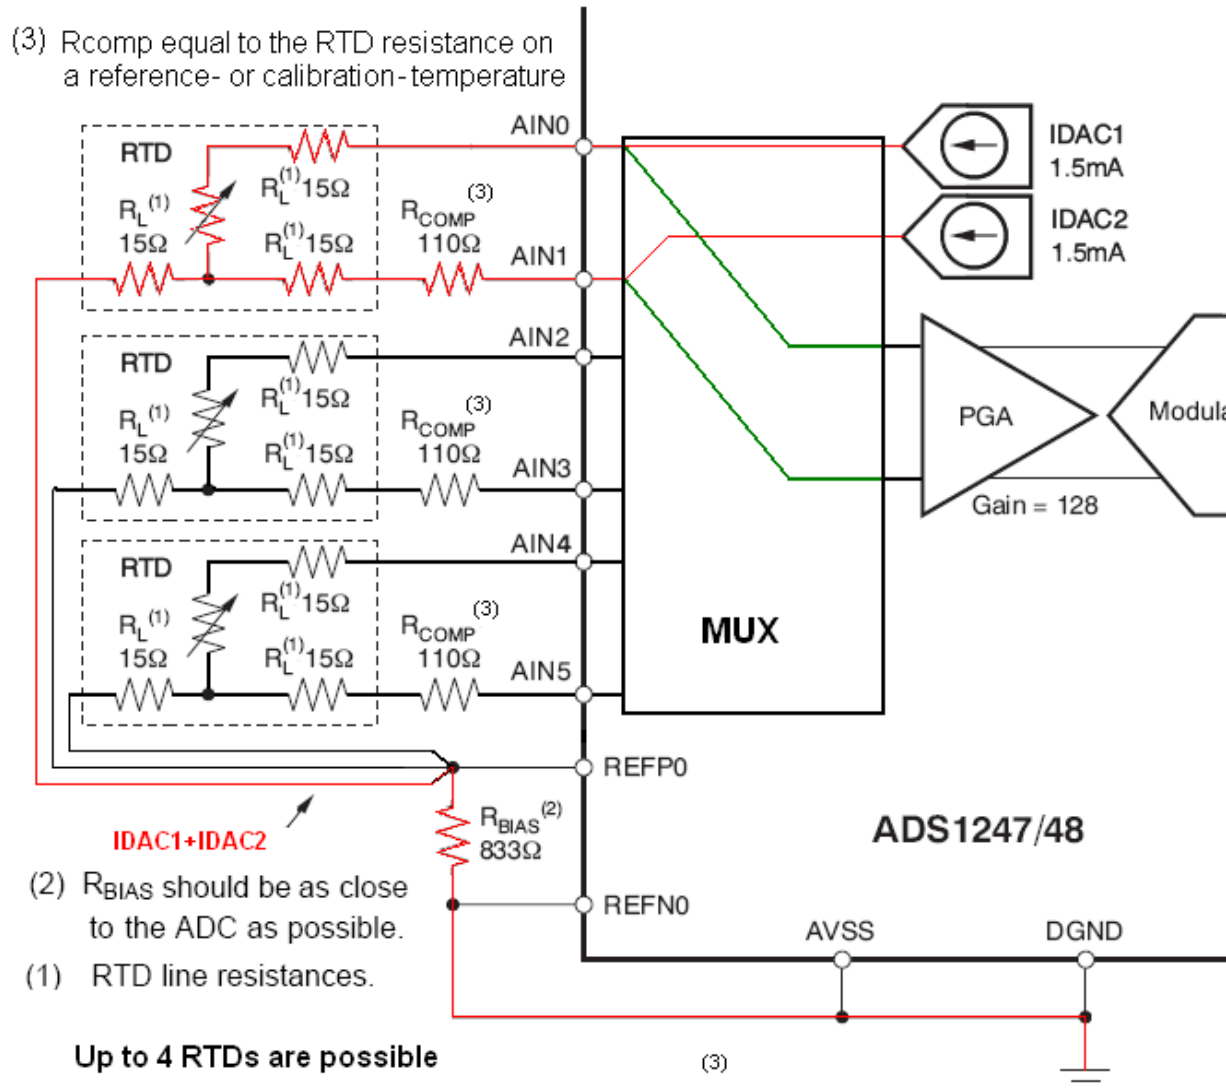 (3) Rcomp equal to the RTD resistance on
a reference- or calibration-temperature
AIN0
IDAC1
1.5mA
RTD
RL(1) 15Ω
RCOMP(3)
110Ω
RL(1)
15Ω
RL(1) 15Ω
AIN1
IDAC2
1.5mA
AIN2
RTD
RL(1) 15Ω
RCOMP(3)
110Ω
RL(1)
15Ω
RL(1) 15Ω
AIN3
PGA
Modula
Gain = 128
AIN4
RTD
RL(1) 15Ω
RCOMP(3)
110Ω
RL(1)
15Ω
RL(1) 15Ω
AIN5
MUX
REFP0
RBIAS(2)
833Ω
IDAC1+IDAC2
ADS1247/48
(2) RBIAS should be as close
to the ADC as possible.
REFN0
AVSS
DGND
(1) RTD line resistances.
Up to 4 RTDs are possible
(3)